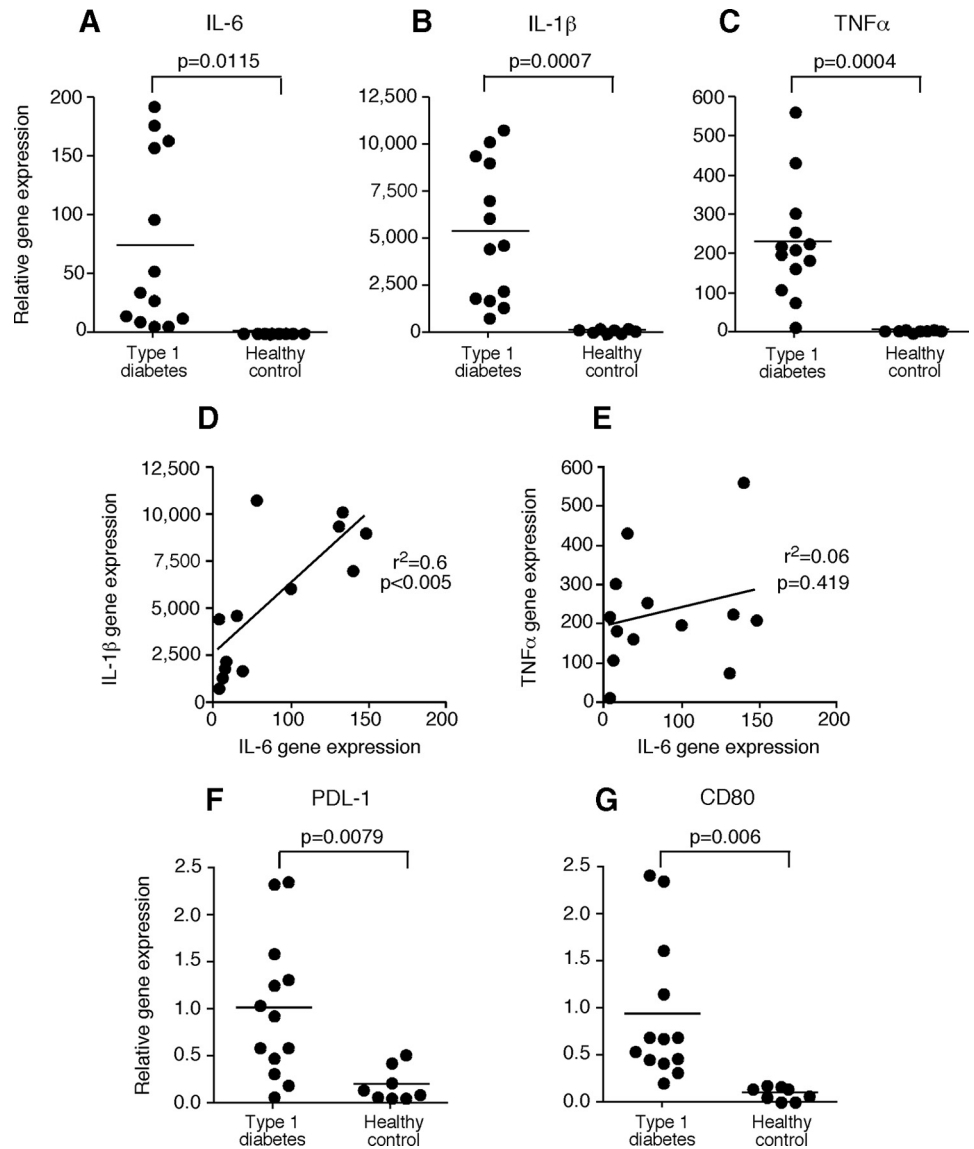 A IL-6
p=0.0115
Relative gene expression
200
150
100
50
0
Type 1
diabetes
Healthy
control
B IL-1β
p=0.0007
12,500
10,000
7,500
5,000
2,500
0
Type 1
diabetes
Healthy
control
C TNFα
p=0.0004
600
500
400
300
200
100
0
Type 1
diabetes
Healthy
control
D
IL-1β gene expression
12,500
10,000
7,500
5,000
2,500
0
r²=0.6
p<0.005
0 100 150 200
IL-6 gene expression
E
TNFα gene expression
600
500
400
300
200
100
0
r²=0.06
p=0.419
0 100 150 200
IL-6 gene expression
F PDL-1
p=0.0079
Relative gene expression
2.5
2.0
1.5
1.0
0.5
0.0
Type 1
diabetes
Healthy
control
G CD80
p=0.006
2.5
2.0
1.5
1.0
0.5
0.0
Type 1
diabetes
Healthy
control